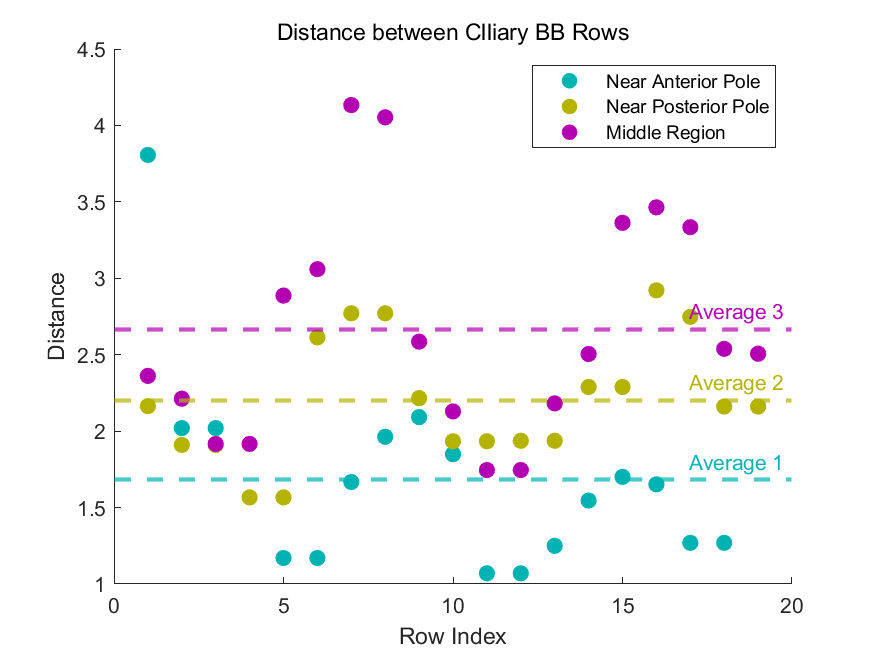 Distance between CIliary BB Rows
Near Anterior Pole
Near Posterior Pole
Middle Region
4.5
4
3.5
3
2.5
2
1.5
1
Distance
Average 3
Average 2
Average 1
0
5
10
15
20
Row Index